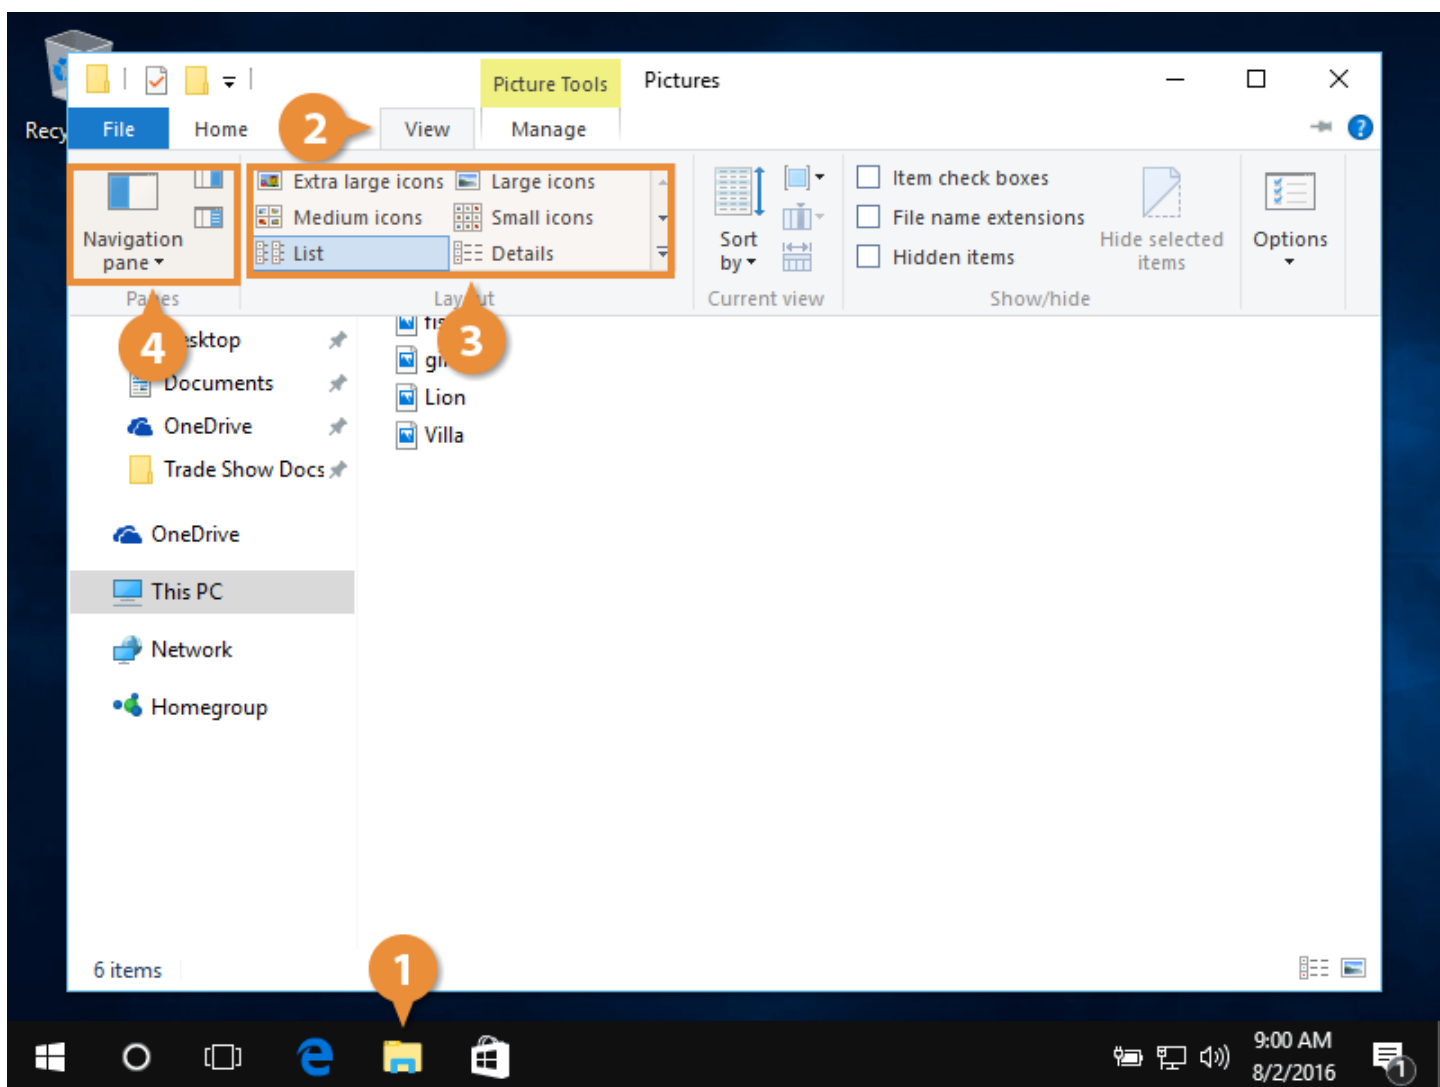 Picture Tools Pictures
Recy File Home 2 View Manage ?
Extra large icons Large icons Item check boxes
Medium icons Small icons File name extensions
Navigation pane List Details Sort by Hidden items Hide selected items Options
Layout Current view Show/hide
4 3
Documents
Lion
OneDrive Villa
Trade Show Docs
OneDrive
This PC
Network
Homegroup
6 items 1
9:00 AM
8/2/2016 1